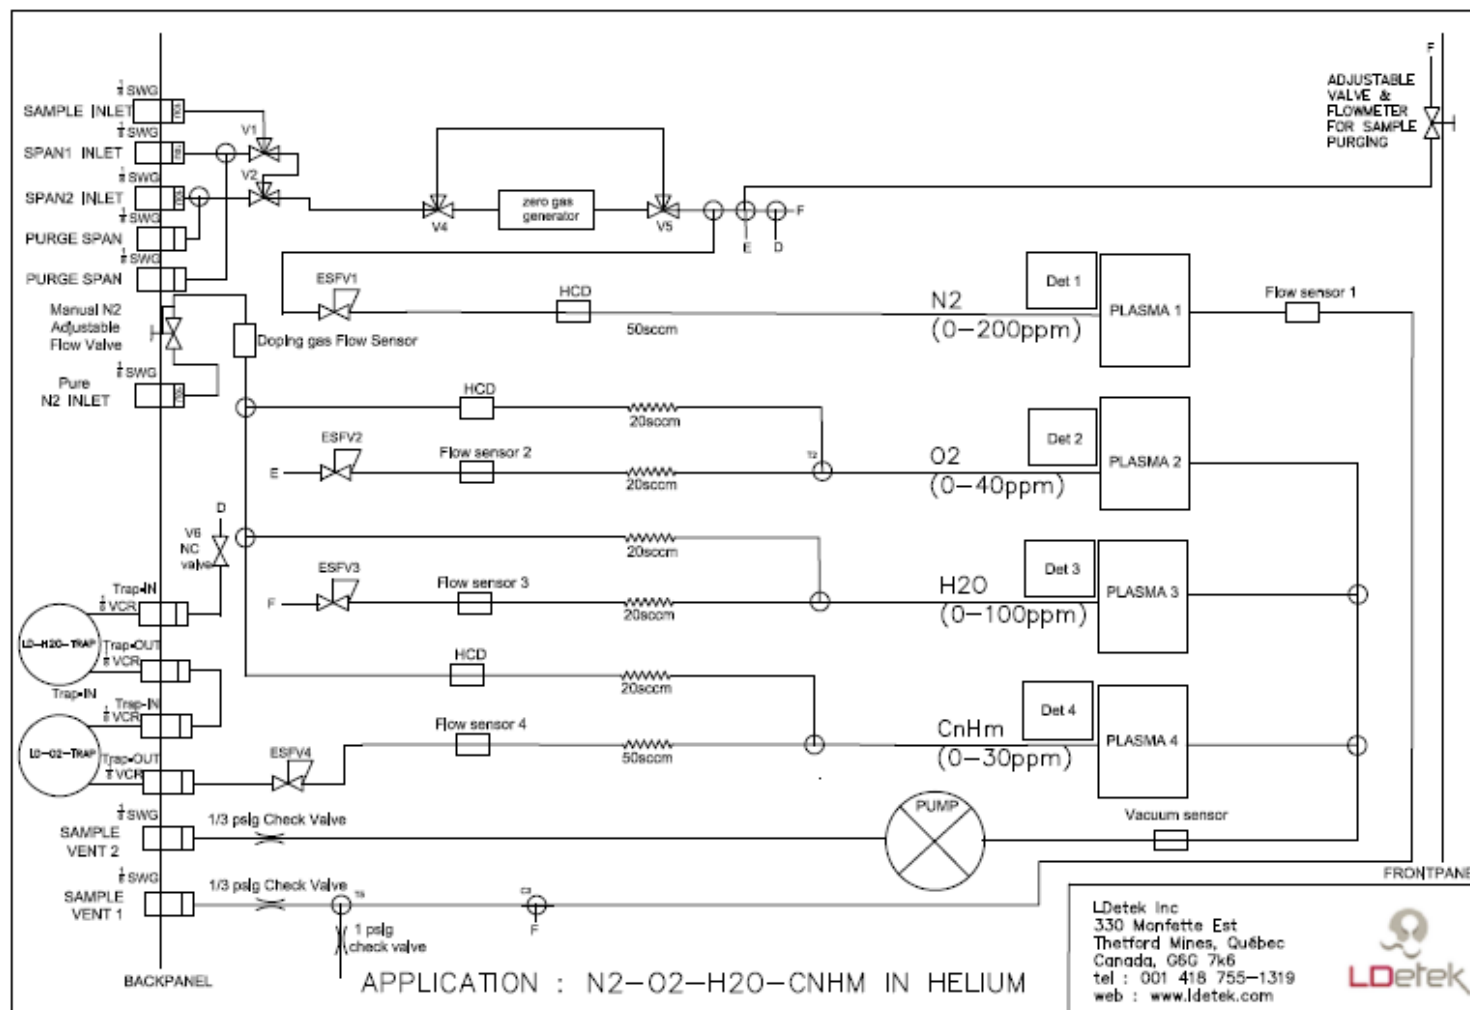 1/8 SWG
SAMPLE INLET
V1
1/8 SWG
SPAN1 INLET
1/8 SWG
V2
SPAN2 INLET
1/8 SWG
PURGE SPAN
1/8 SWG
PURGE SPAN
V4
zero gas
generator
V5
F
E
D
F
ADJUSTABLE
VALVE &
FLOWMETER
FOR SAMPLE
PURGING
Manual N2
Adjustable
Flow Valve
Doping gas Flow Sensor
1/8 SWG
Pure
N2 INLET
ESFV1
HCD
50sccm
N2
(0-200ppm)
Det 1
PLASMA 1
Flow sensor 1
HCD
20sccm
ESFV2
E
Flow sensor 2
20sccm
T2
O2
(0-40ppm)
Det 2
PLASMA 2
D
V6
NC
valve
20sccm
ESFV3
F
Flow sensor 3
20sccm
H2O
(0-100ppm)
Det 3
PLASMA 3
Trap-IN
1/8 VCR
LD-H2O-TRAP
Trap-OUT
1/8 VCR
Trap-IN
Trap-IN
1/8 VCR
LD-O2-TRAP
Trap-OUT
1/8 VCR
HCD
20sccm
ESFV4
Flow sensor 4
50sccm
CnHm
(0-30ppm)
Det 4
PLASMA 4
1/8 SWG
SAMPLE
VENT 2
1/3 psig Check Valve
PUMP
Vacuum sensor
1/8 SWG
SAMPLE
VENT 1
1/3 psig Check Valve
F
1 psig
check valve
BACKPANEL
FRONTPANE
APPLICATION : N2-O2-H2O-CNHM IN HELIUM
LDetek Inc
330 Monfette Est
Thetford Mines, Québec
Canada, G6G 7k6
tel : 001 418 755-1319
web : www.ldetek.com
LDetek